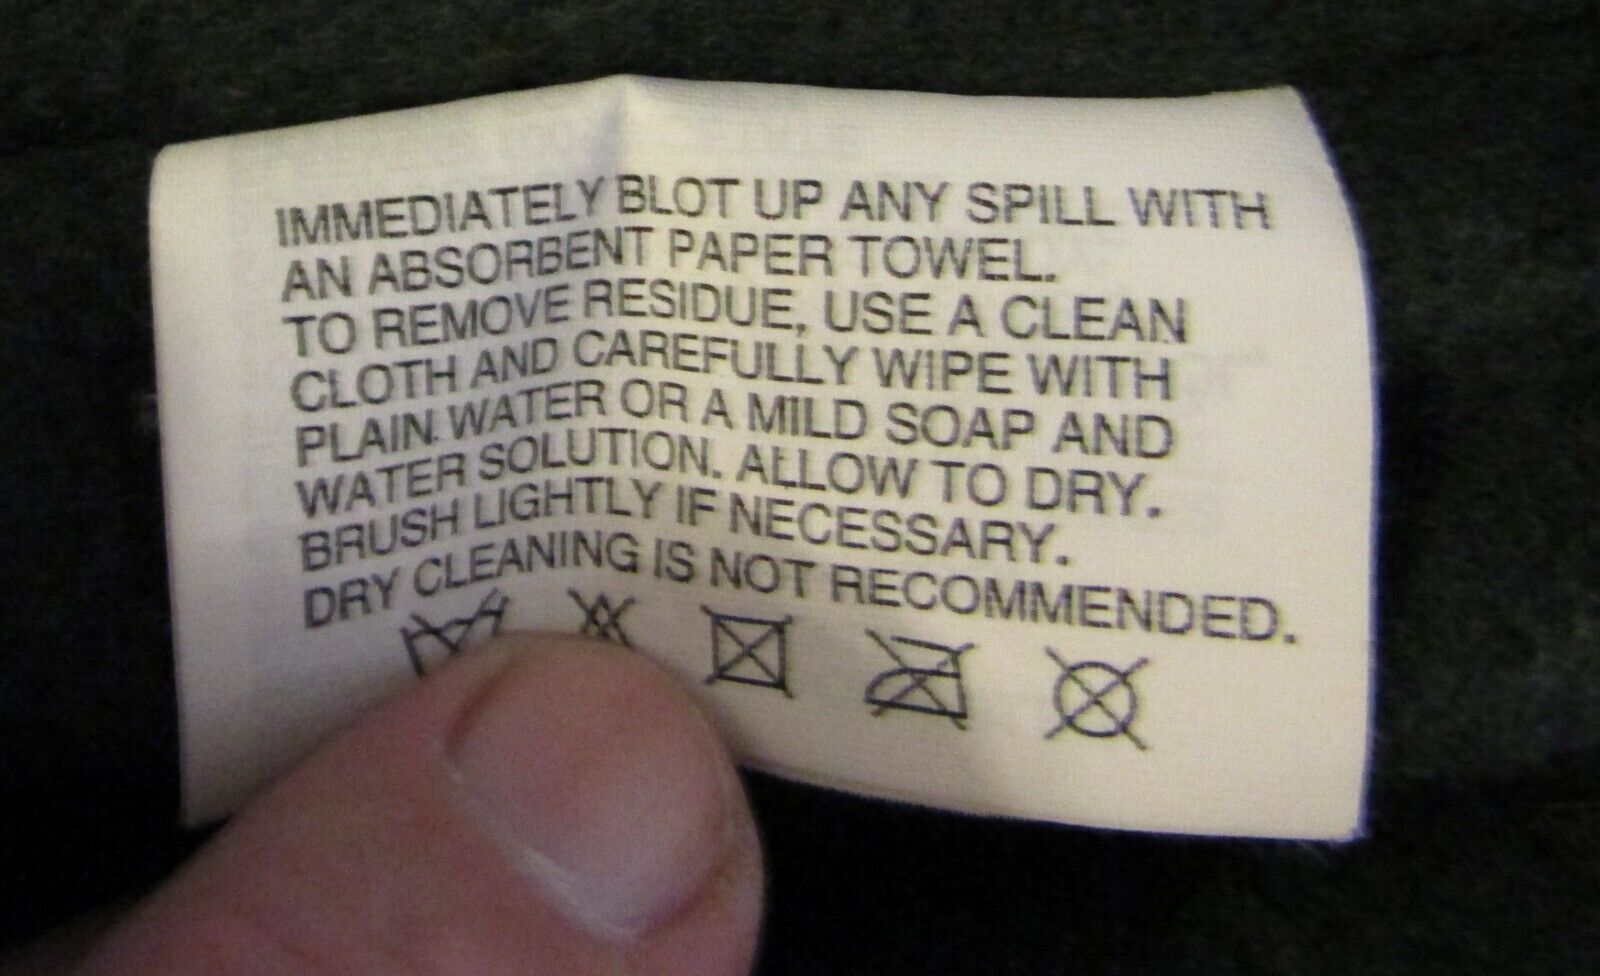 IMMEDIATELY BLOT UP ANY SPILL WITH
AN ABSORBENT PAPER TOWEL.
TO REMOVE RESIDUE, USE A CLEAN
CLOTH AND CAREFULLY WIPE WITH
PLAIN WATER OR A MILD SOAP AND
WATER SOLUTION. ALLOW TO DRY.
BRUSH LIGHTLY IF NECESSARY.
DRY CLEANING IS NOT RECOMMENDED.